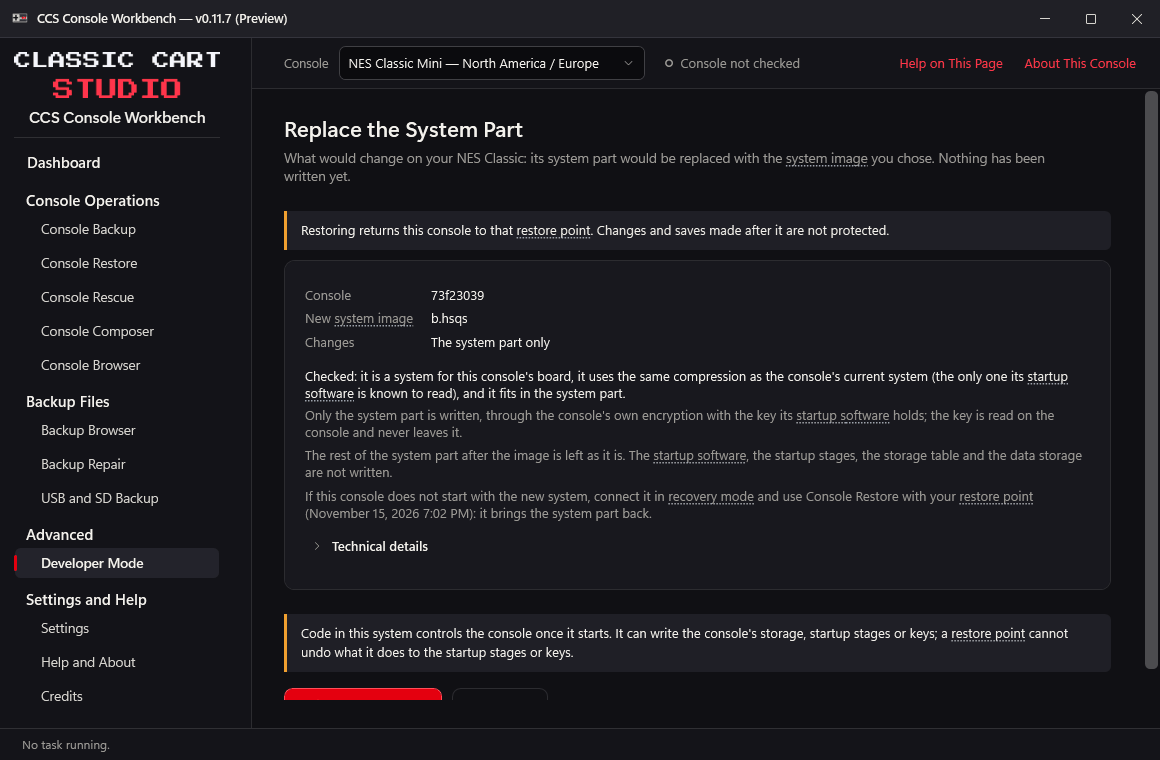 CCS Console Workbench — v0.11.7 (Preview)
CLASSIC CART
STUDIO
CCS Console Workbench
Dashboard
Console Operations
Console Backup
Console Restore
Console Rescue
Console Composer
Console Browser
Backup Files
Backup Browser
Backup Repair
USB and SD Backup
Advanced
Developer Mode
Settings and Help
Settings
Help and About
Credits
Console
NES Classic Mini — North America / Europe
Console not checked
Help on This Page
About This Console
Replace the System Part
What would change on your NES Classic: its system part would be replaced with the system image you chose. Nothing has been
written yet.
Restoring returns this console to that restore point. Changes and saves made after it are not protected.
Console 73f23039
New system image b.hsqs
Changes The system part only
Checked: it is a system for this console's board, it uses the same compression as the console's current system (the only one its startup
software is known to read), and it fits in the system part.
Only the system part is written, through the console's own encryption with the key its startup software holds; the key is read on the
console and never leaves it.
The rest of the system part after the image is left as it is. The startup software, the startup stages, the storage table and the data storage
are not written.
If this console does not start with the new system, connect it in recovery mode and use Console Restore with your restore point
(November 15, 2026 7:02 PM): it brings the system part back.
Technical details
Code in this system controls the console once it starts. It can write the console's storage, startup stages or keys; a restore point cannot
undo what it does to the startup stages or keys.
No task running.